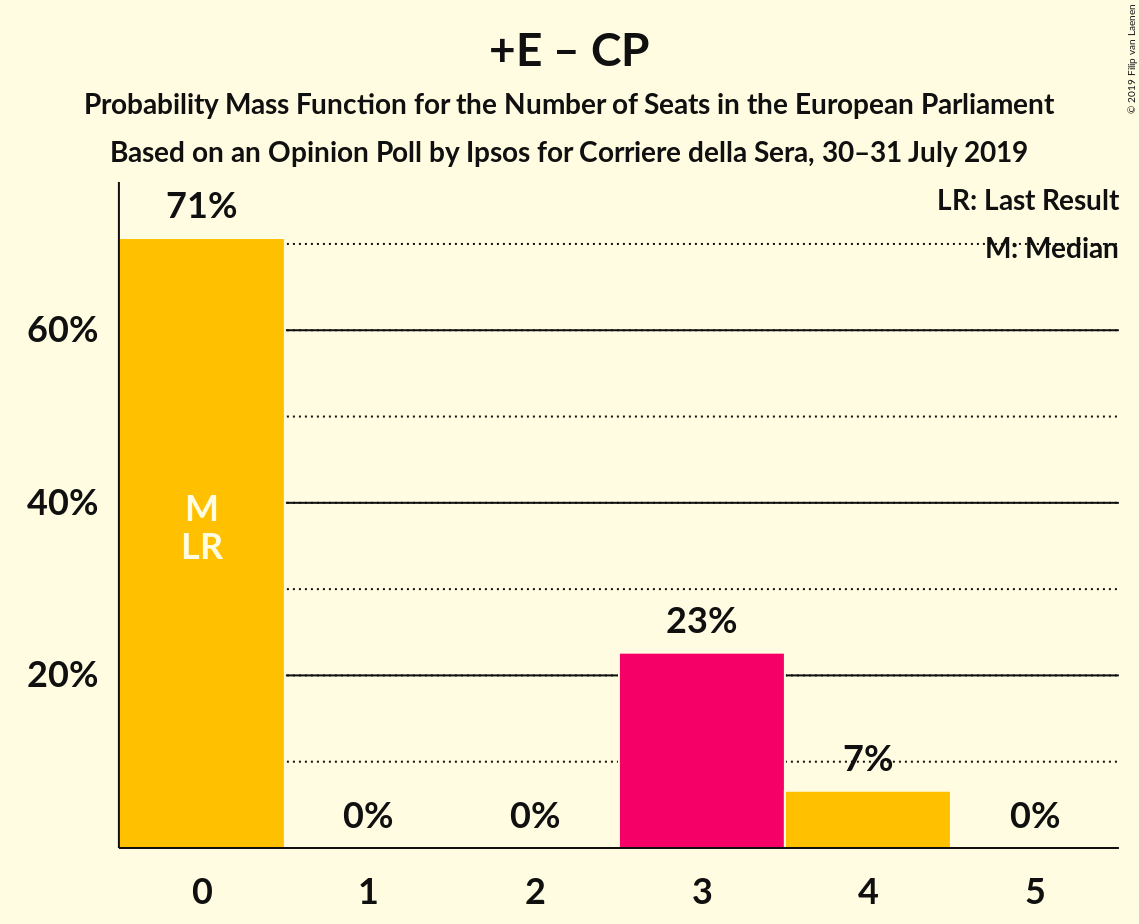 +E – CP
Probability Mass Function for the Number of Seats in the European Parliament
Based on an Opinion Poll by Ipsos for Corriere della Sera, 30–31 July 2019
© 2019 Filip van Laenen
LR: Last Result
M: Median
71%
60%
40%
20%
M
LR
0%
0%
23%
7%
0%
0
1
2
3
4
5